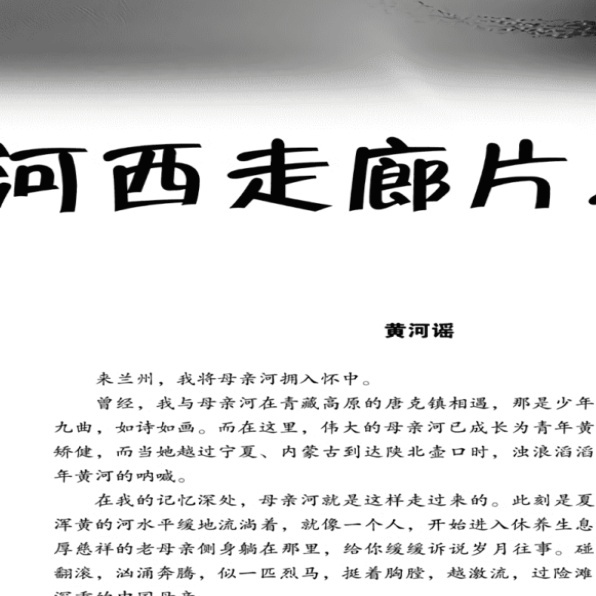 河西走廊片
黄河谣
来兰州，我将母亲河拥入怀中。
曾经，我与母亲河在青藏高原的唐克镇相遇，那是少年
九曲，如诗如画。而在这里，伟大的母亲河已成长为青年黄
矫健，而当她越过宁夏、内蒙古到达陕北壶口时，浊浪滔滔
年黄河的呐喊。
在我的记忆深处，母亲河就是这样走过来的。此刻是夏
浑黄的河水平缓地流淌着，就像一个人，开始进入休养生息
厚慈祥的老母亲侧身躺在那里，给你缓缓诉说岁月往事。碰
翻滚，汹涌奔腾，似一匹烈马，挺着胸膛，越激流，过险滩